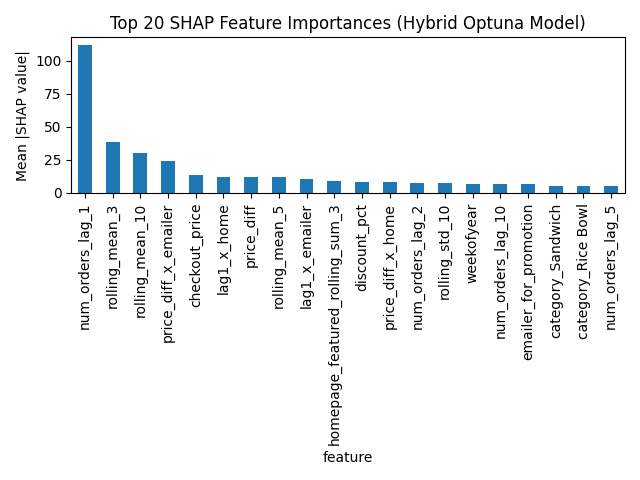 Top 20 SHAP Feature Importances (Hybrid Optuna Model)
Mean |SHAP value|
100
75
50
25
0
num_orders_lag_1
rolling_mean_3
rolling_mean_10
price_diff_x_emailer
checkout_price
lag1_x_home
price_diff
rolling_mean_5
lag1_x_emailer
homepage_featured_rolling_sum_3
discount_pct
price_diff_x_home
num_orders_lag_2
rolling_std_10
weekofyear
num_orders_lag_10
emailer_for_promotion
category_Sandwich
category_Rice Bowl
num_orders_lag_5
feature